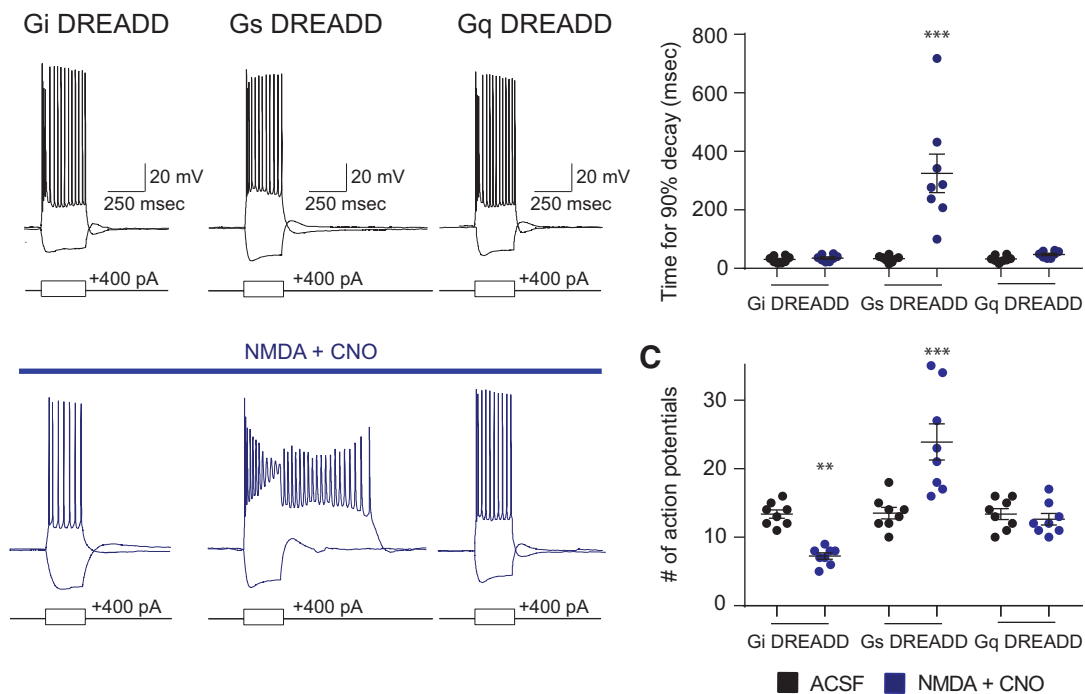 Gi DREADD Gs DREADD Gq DREADD
20 mV
250 msec
20 mV
250 msec
20 mV
250 msec
+400 pA
+400 pA
+400 pA
NMDA + CNO
+400 pA
+400 pA
+400 pA
Time for 90% decay (msec)
800
600
400
200
0
***
Gi DREADD Gs DREADD Gq DREADD
C
# of action potentials
30
20
10
0
**
***
Gi DREADD Gs DREADD Gq DREADD
ACSF NMDA + CNO